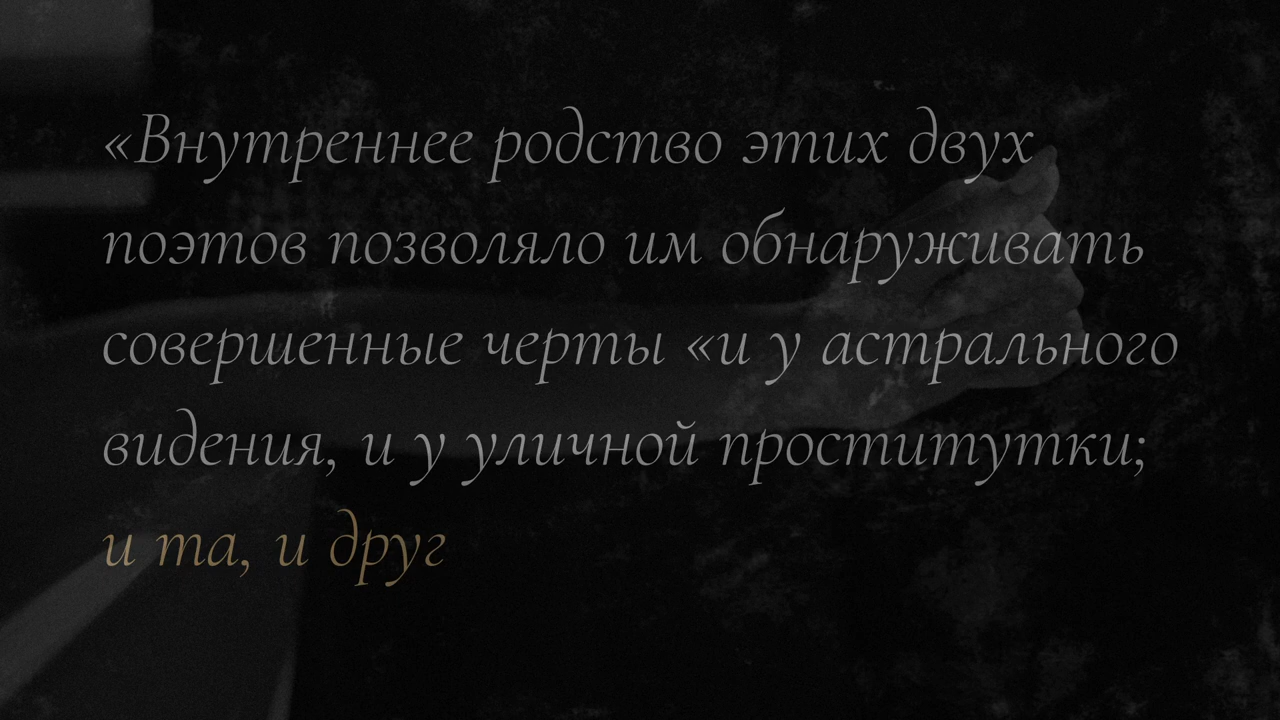 «Внутреннее родство этих двух
поэтов позволяло им обнаруживать
совершенные черты «и у астрального
видения, и у уличной проститутки;
и та, и друг